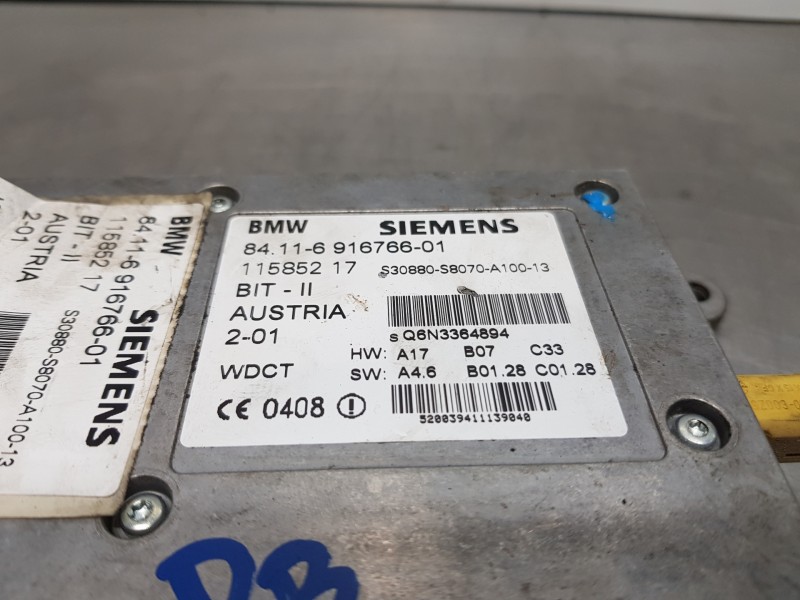 BMW SIEMENS
84.11-6 916766-01
115852 17 S30880-S8070-A100-13
BIT - II
AUSTRIA
2-01 sQ6N3364894
HW: A17 B07 C33
WDCT SW: A4.6 B01.28 C01.28
CE 0408
520039411139040
BMW SIEMENS
84.11-6 916766-01
115852 17 S30880-S8070-A100-13
BIT - II
AUSTRIA
2-01